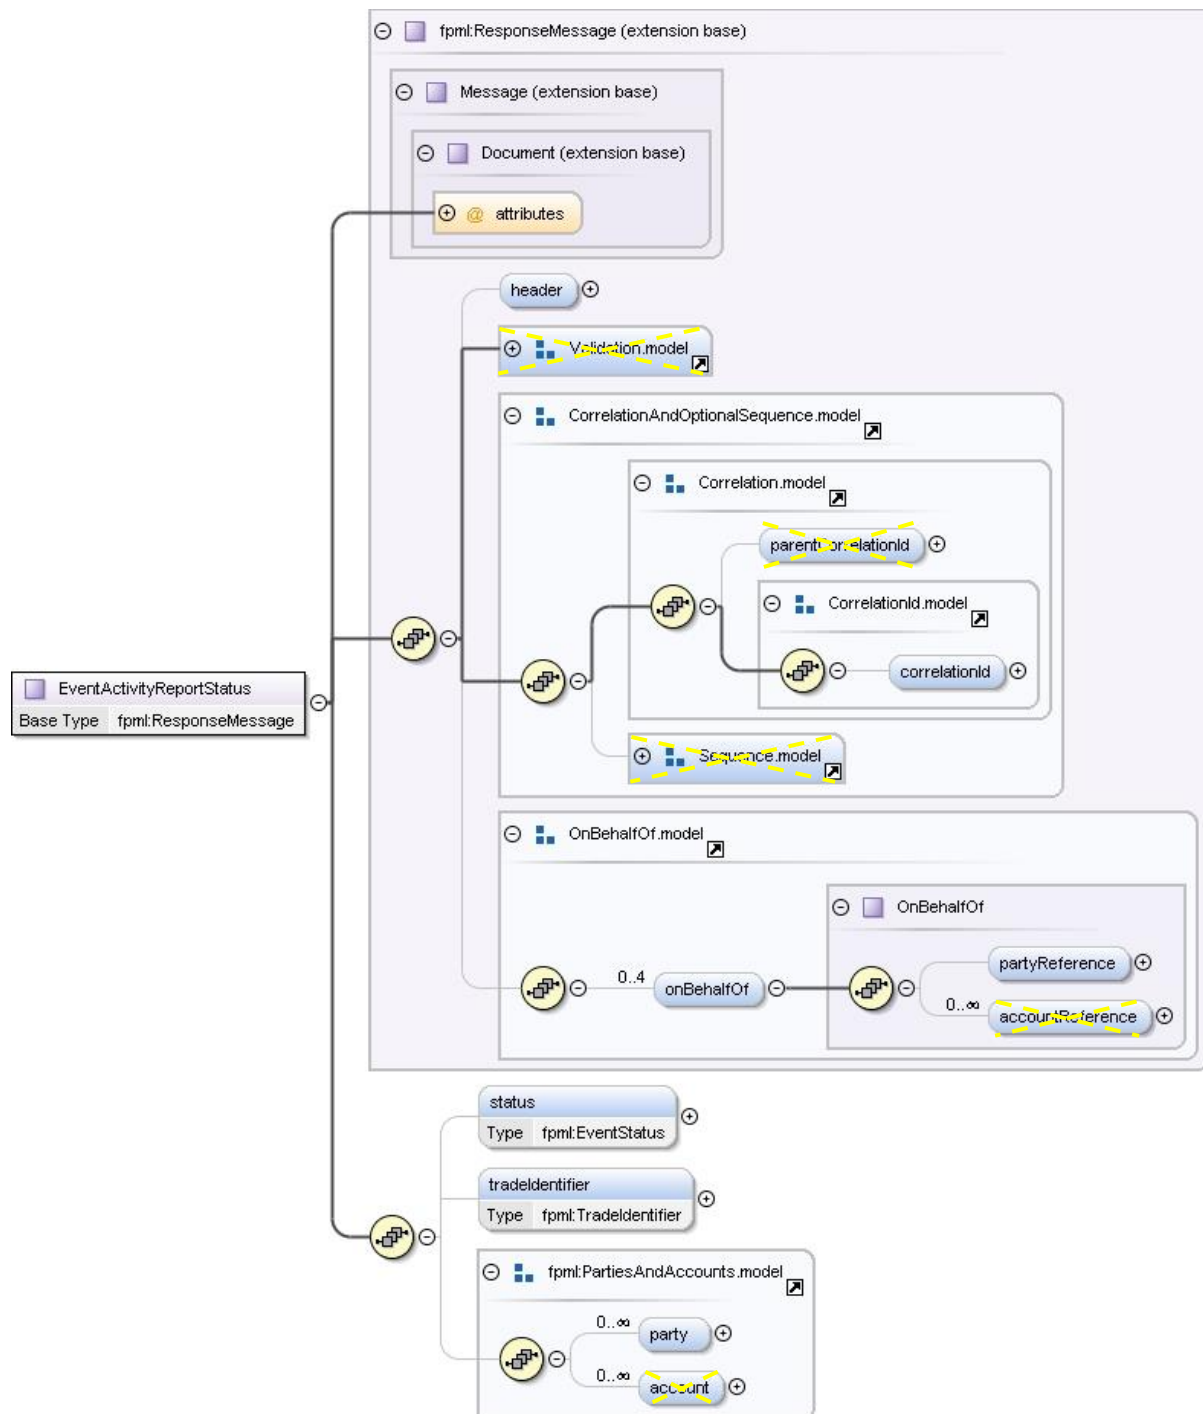 fpml:ResponseMessage (extension base)
Message (extension base)
Document (extension base)
@ attributes
header
Validation.model
CorrelationAndOptionalSequence.model
Correlation.model
parentCorrelationId
CorrelationId.model
correlationId
EventActivityReportStatus
Base Type fpml:ResponseMessage
Sequence.model
OnBehalfOf.model
OnBehalfOf
partyReference
0..4 onBehalfOf
0..∞ accountReference
status
Type fpml:EventStatus
tradeIdentifier
Type fpml:TradeIdentifier
fpml:PartiesAndAccounts.model
0..∞ party
0..∞ account